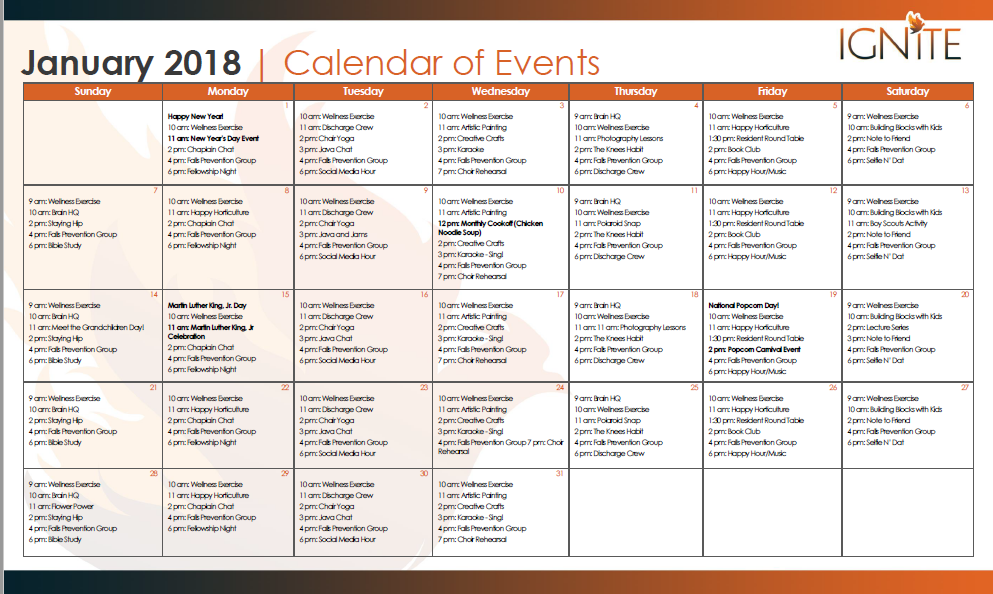 IGNITE
January 2018 | Calendar of Events
Sunday Monday Tuesday Wednesday Thursday Friday Saturday
1
Happy New Year!
10 am: Wellness Exercise
11 am: New Year's Day Event
2 pm: Chaplain Chat
4 pm: Falls Prevention Group
6 pm: Fellowship Night
2
10 am: Wellness Exercise
11 am: Discharge Crew
2 pm: Chair Yoga
3 pm: Java Chat
4 pm: Falls Prevention Group
6 pm: Social Media Hour
3
10 am: Wellness Exercise
11 am: Artistic Painting
2 pm: Creative Crafts
3 pm: Karaoke
4 pm: Falls Prevention Group
7 pm: Choir Rehearsal
4
9 am: Brain HQ
10 am: Wellness Exercise
11 am: Photography Lessons
2 pm: The Knees Habit
4 pm: Falls Prevention Group
6 pm: Discharge Crew
5
10 am: Wellness Exercise
11 am: Happy Horticulture
1:30 pm: Resident Round Table
2 pm: Book Club
4 pm: Falls Prevention Group
6 pm: Happy Hour/Music
6
9 am: Wellness Exercise
10 am: Building Blocks with Kids
2 pm: Note to Friend
4 pm: Falls Prevention Group
6 pm: Selfie N' Dat
7
9 am: Wellness Exercise
10 am: Brain HQ
2 pm: Staying Hip
4 pm: Falls Prevention Group
6 pm: Bible Study
8
10 am: Wellness Exercise
11 am: Happy Horticulture
2 pm: Chaplain Chat
4 pm: Falls Prevention Group
6 pm: Fellowship Night
9
10 am: Wellness Exercise
11 am: Discharge Crew
2 pm: Chair Yoga
3 pm: Java and Jams
4 pm: Falls Prevention Group
6 pm: Social Media Hour
10
10 am: Wellness Exercise
11 am: Artistic Painting
12 pm: Monthly Cookoff (Chicken
Noodle Soup)
2 pm: Creative Crafts
3 pm: Karaoke - Sing!
4 pm: Falls Prevention Group
7 pm: Choir Rehearsal
11
9 am: Brain HQ
10 am: Wellness Exercise
11 am: Polaroid Snap
2 pm: The Knees Habit
4 pm: Falls Prevention Group
6 pm: Discharge Crew
12
10 am: Wellness Exercise
11 am: Happy Horticulture
1:30 pm: Resident Round Table
2 pm: Book Club
4 pm: Falls Prevention Group
6 pm: Happy Hour/Music
13
9 am: Wellness Exercise
10 am: Building Blocks with Kids
11 am: Boy Scouts Activity
2 pm: Note to Friend
4 pm: Falls Prevention Group
6 pm: Selfie N' Dat
14
9 am: Wellness Exercise
10 am: Brain HQ
11 am: Meet the Grandchildren Day!
2 pm: Staying Hip
4 pm: Falls Prevention Group
6 pm: Bible Study
15
Martin Luther King, Jr. Day
10 am: Wellness Exercise
11 am: Martin Luther King, Jr
Celebration
2 pm: Chaplain Chat
4 pm: Falls Prevention Group
6 pm: Fellowship Night
16
10 am: Wellness Exercise
11 am: Discharge Crew
2 pm: Chair Yoga
3 pm: Java Chat
4 pm: Falls Prevention Group
6 pm: Social Media Hour
17
10 am: Wellness Exercise
11 am: Artistic Painting
2 pm: Creative Crafts
3 pm: Karaoke - Sing!
4 pm: Falls Prevention Group
7 pm: Choir Rehearsal
18
9 am: Brain HQ
10 am: Wellness Exercise
11 am: 11 am: Photography Lessons
2 pm: The Knees Habit
4 pm: Falls Prevention Group
6 pm: Discharge Crew
19
National Popcorn Day!
10 am: Wellness Exercise
11 am: Happy Horticulture
1:30 pm: Resident Round Table
2 pm: Popcorn Carnival Event
4 pm: Falls Prevention Group
6 pm: Happy Hour/Music
20
9 am: Wellness Exercise
10 am: Building Blocks with Kids
2 pm: Lecture Series
3 pm: Note to Friend
4 pm: Falls Prevention Group
6 pm: Selfie N' Dat
21
9 am: Wellness Exercise
10 am: Brain HQ
2 pm: Staying Hip
4 pm: Falls Prevention Group
6 pm: Bible Study
22
10 am: Wellness Exercise
11 am: Happy Horticulture
2 pm: Chaplain Chat
4 pm: Falls Prevention Group
6 pm: Fellowship Night
23
10 am: Wellness Exercise
11 am: Discharge Crew
2 pm: Chair Yoga
3 pm: Java Chat
4 pm: Falls Prevention Group
6 pm: Social Media Hour
24
10 am: Wellness Exercise
11 am: Artistic Painting
2 pm: Creative Crafts
3 pm: Karaoke - Sing!
4 pm: Falls Prevention Group 7 pm: Choir
Rehearsal
25
9 am: Brain HQ
10 am: Wellness Exercise
11 am: Polaroid Snap
2 pm: The Knees Habit
4 pm: Falls Prevention Group
6 pm: Discharge Crew
26
10 am: Wellness Exercise
11 am: Happy Horticulture
1:30 pm: Resident Round Table
2 pm: Book Club
4 pm: Falls Prevention Group
6 pm: Happy Hour/Music
27
9 am: Wellness Exercise
10 am: Building Blocks with Kids
2 pm: Note to Friend
4 pm: Falls Prevention Group
6 pm: Selfie N' Dat
28
9 am: Wellness Exercise
10 am: Brain HQ
11 am: Flower Power
2 pm: Staying Hip
4 pm: Falls Prevention Group
6 pm: Bible Study
29
10 am: Wellness Exercise
11 am: Happy Horticulture
2 pm: Chaplain Chat
4 pm: Falls Prevention Group
6 pm: Fellowship Night
30
10 am: Wellness Exercise
11 am: Discharge Crew
2 pm: Chair Yoga
3 pm: Java Chat
4 pm: Falls Prevention Group
6 pm: Social Media Hour
31
10 am: Wellness Exercise
11 am: Artistic Painting
2 pm: Creative Crafts
3 pm: Karaoke - Sing!
4 pm: Falls Prevention Group
7 pm: Choir Rehearsal